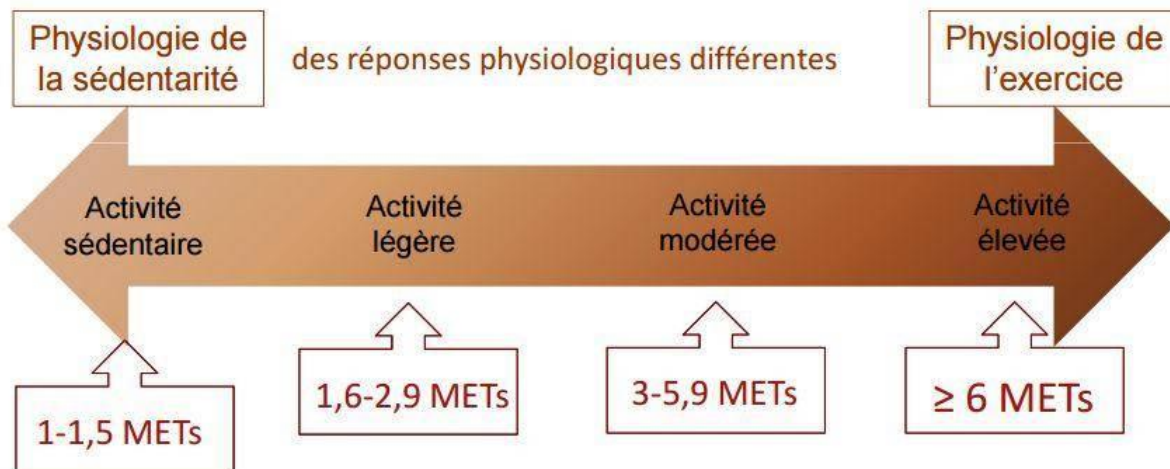 Physiologie de
la sédentarité
des réponses physiologiques différentes
Physiologie de
l'exercice
Activité
sédentaire
Activité
légère
Activité
modérée
Activité
élevée
1-1,5 METs
1,6-2,9 METs
3-5,9 METs
≥ 6 METs